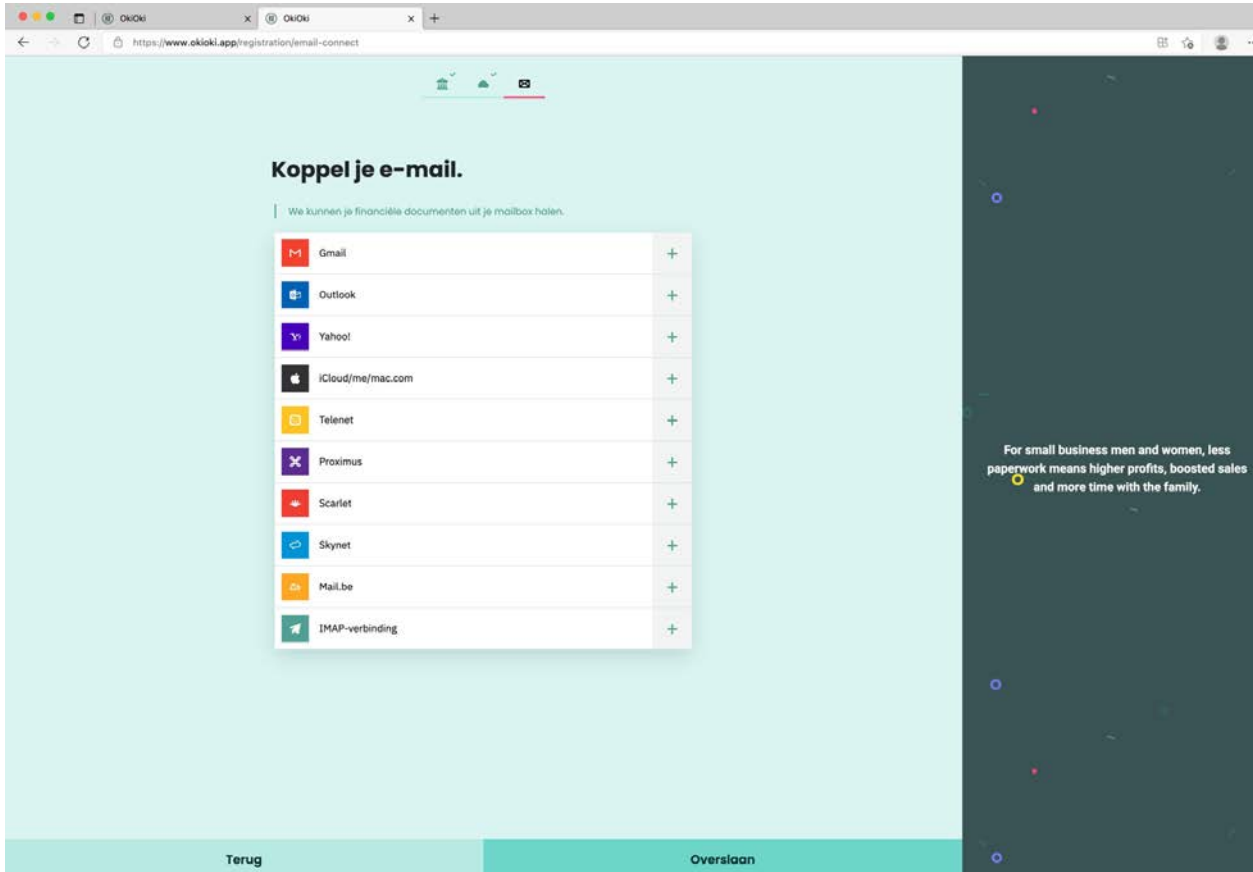 OkiOki
OkiOki
https://www.okioki.app/registration/email-connect
Koppel je e-mail.
We kunnen je financiële documenten uit je mailbox halen.
Gmail
Outlook
Yahoo!
iCloud/me/mac.com
Telenet
Proximus
Scarlet
Skynet
Mail.be
IMAP-verbinding
For small business men and women, less
paperwork means higher profits, boosted sales
and more time with the family.
Terug
Overslaan